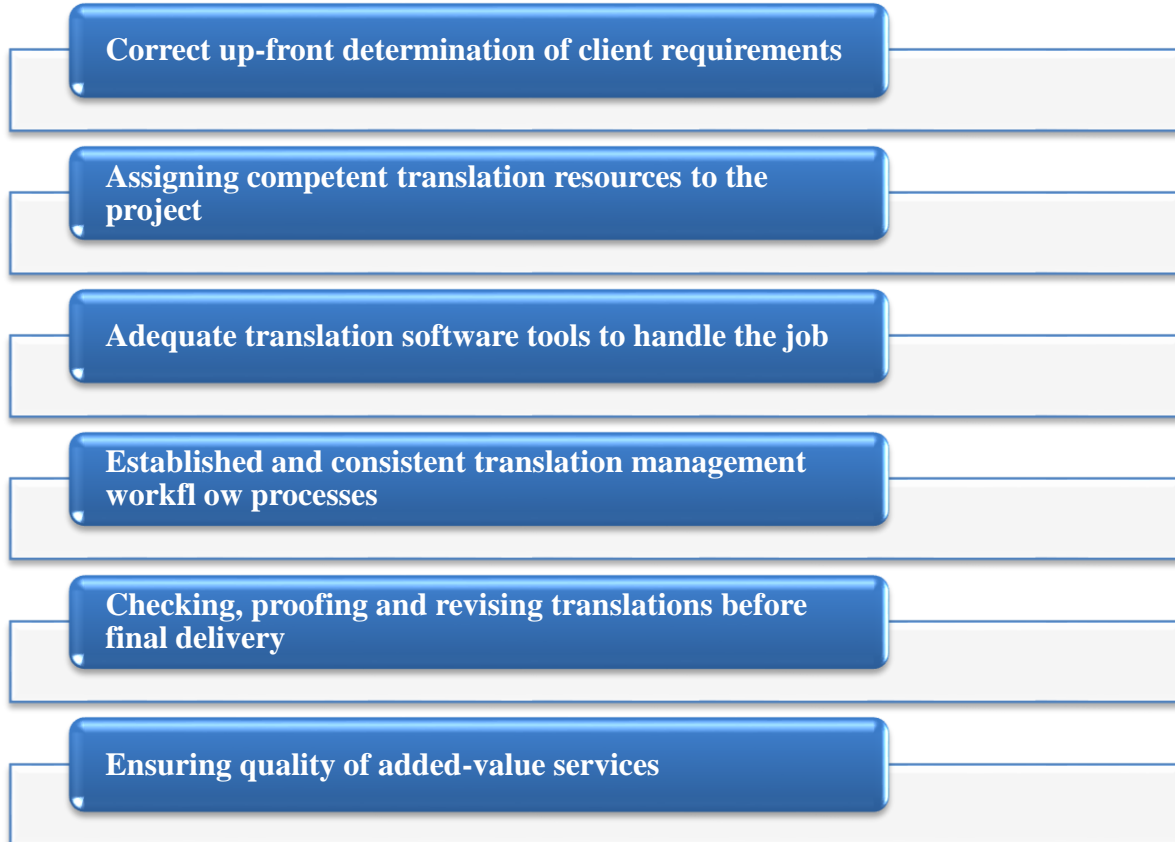 Correct up-front determination of client requirements
Assigning competent translation resources to the
project
Adequate translation software tools to handle the job
Established and consistent translation management
workfl ow processes
Checking, proofing and revising translations before
final delivery
Ensuring quality of added-value services